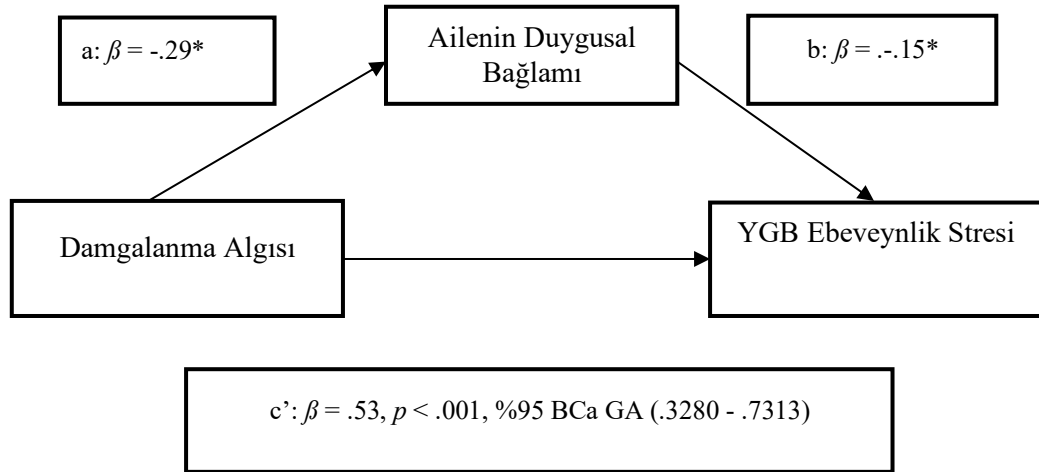 a: β = -.29*
Ailenin Duygusal
Bağlamı
b: β = .-.15*
Damgalanma Algısı
YGB Ebeveynlik Stresi
c’: β = .53, p < .001, %95 BCa GA (.3280 - .7313)